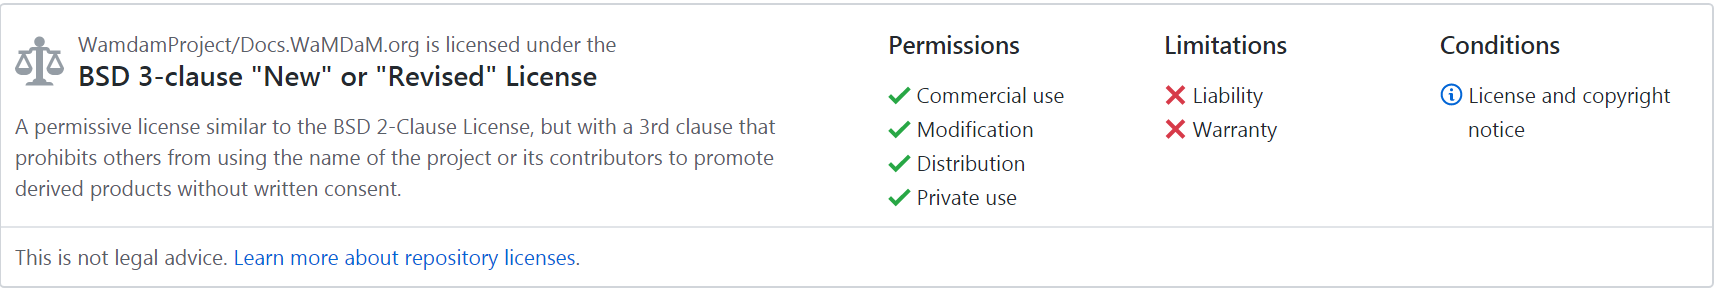 WamdamProject/Docs.WaMDaM.org is licensed under the
BSD 3-clause "New" or "Revised" License
A permissive license similar to the BSD 2-Clause License, but with a 3rd clause that
prohibits others from using the name of the project or its contributors to promote
derived products without written consent.
Permissions
Commercial use
Modification
Distribution
Private use
Limitations
Liability
Warranty
Conditions
License and copyright
notice
This is not legal advice. Learn more about repository licenses.